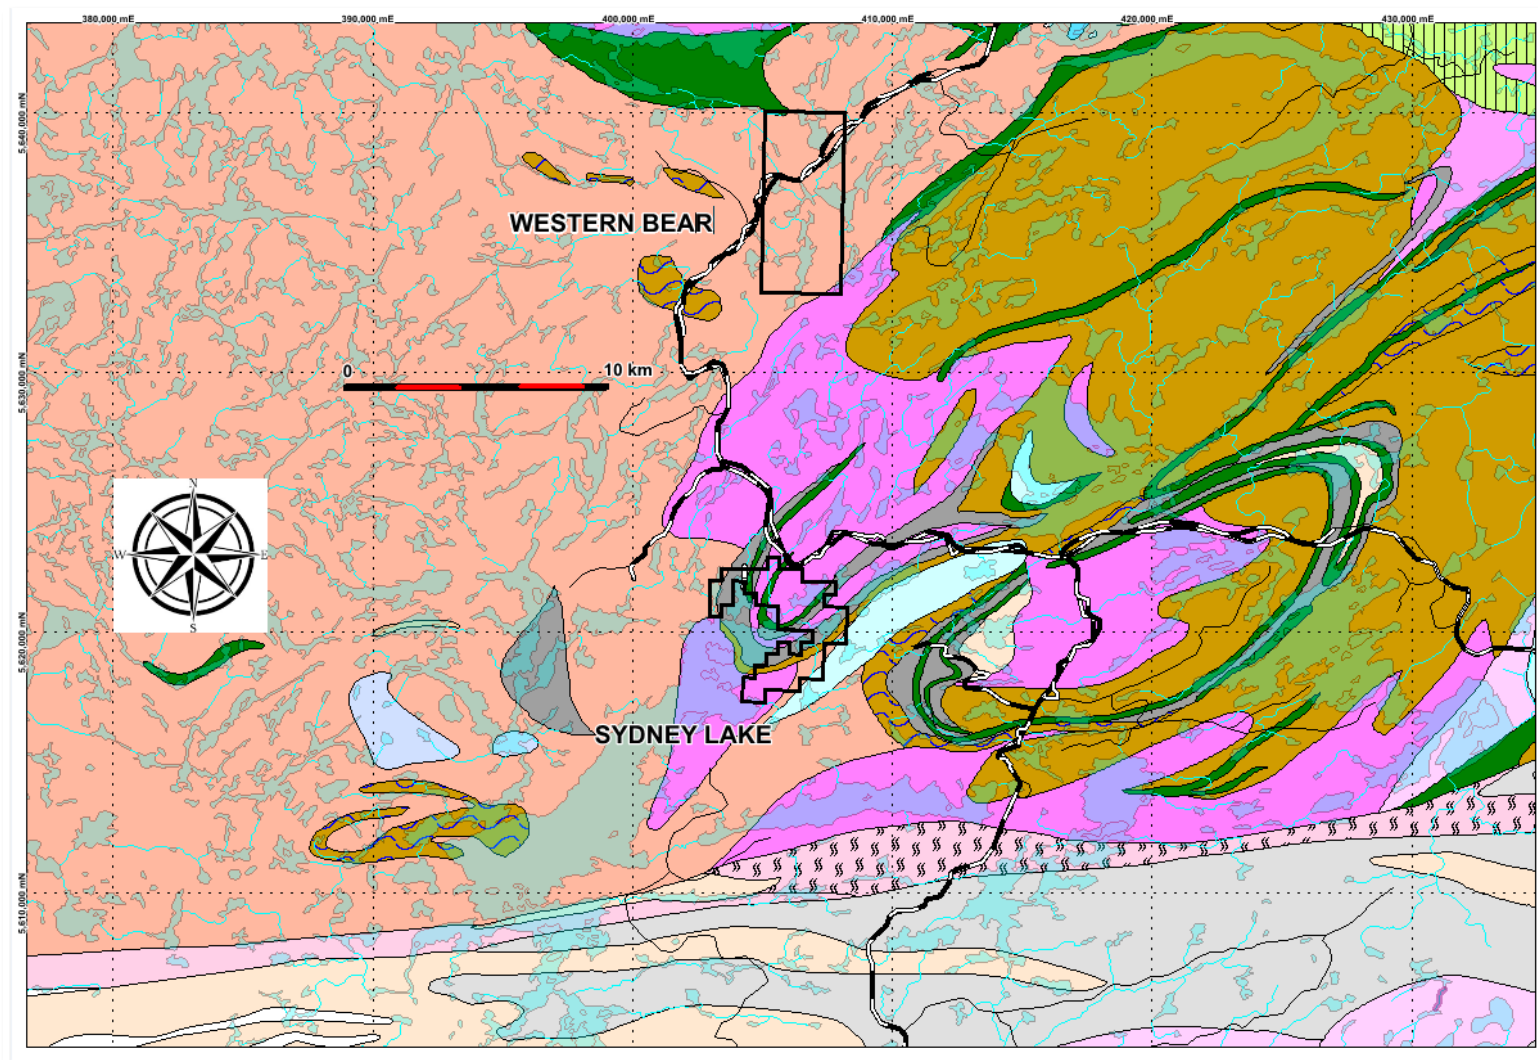 380,000 mE 390,000 mE 400,000 mE 410,000 mE 420,000 mE 430,000 mE
5,640,000 mN
WESTERN BEAR
5,630,000 mN
0 10 km
N
W E
S
5,620,000 mN
SYDNEY LAKE
5,610,000 mN